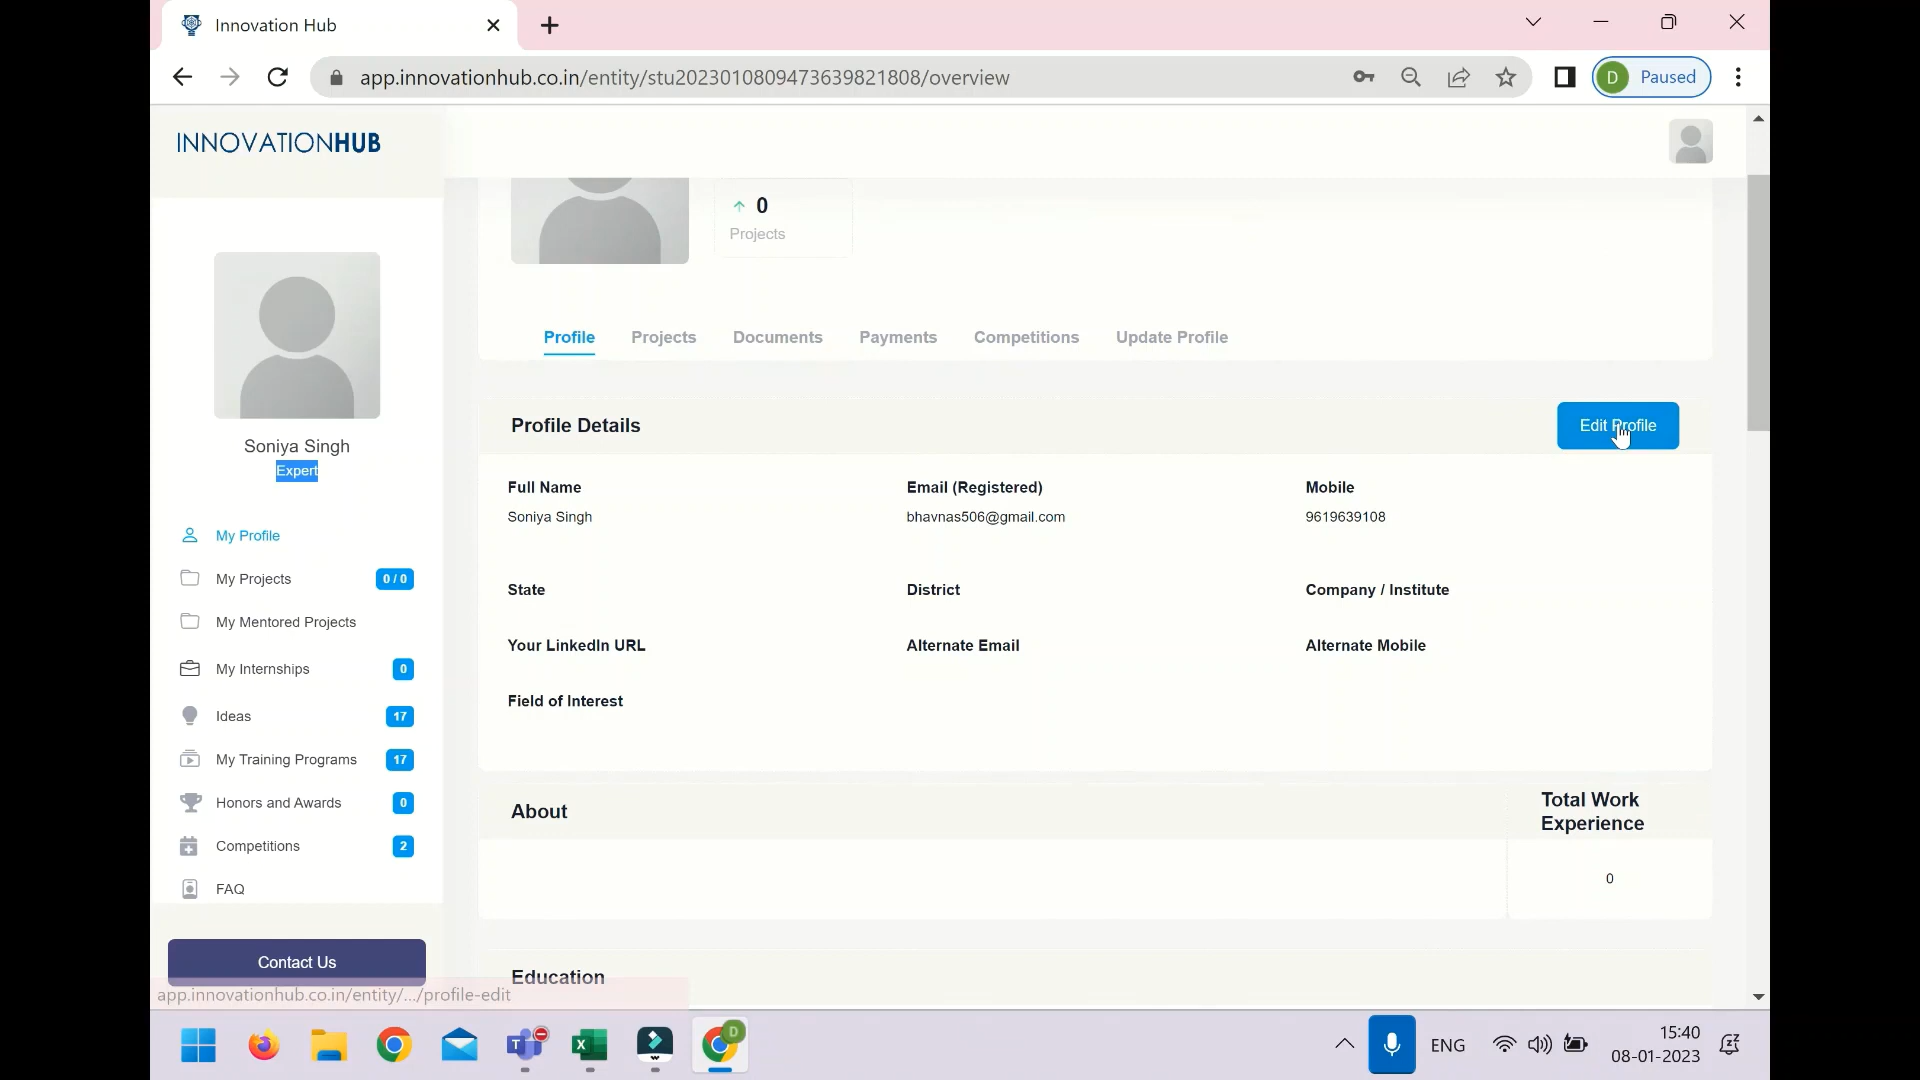 Innovation Hub
app.innovationhub.co.in/entity/stu2023010809473639821808/overview
D Paused
INNOVATIONHUB
0
Projects
Profile Projects Documents Payments Competitions Update Profile
Soniya Singh
Expert
My Profile
My Projects 0 / 0
My Mentored Projects
My Internships 0
Ideas 17
My Training Programs 17
Honors and Awards 0
Competitions 2
FAQ
Contact Us
Profile Details Edit Profile
Full Name Email (Registered) Mobile
Soniya Singh bhavnas506@gmail.com 9619639108
State District Company / Institute
Your LinkedIn URL Alternate Email Alternate Mobile
Field of Interest
About Total Work
Experience
0
Education
app.innovationhub.co.in/entity/.../profile-edit
ENG 15:40
08-01-2023